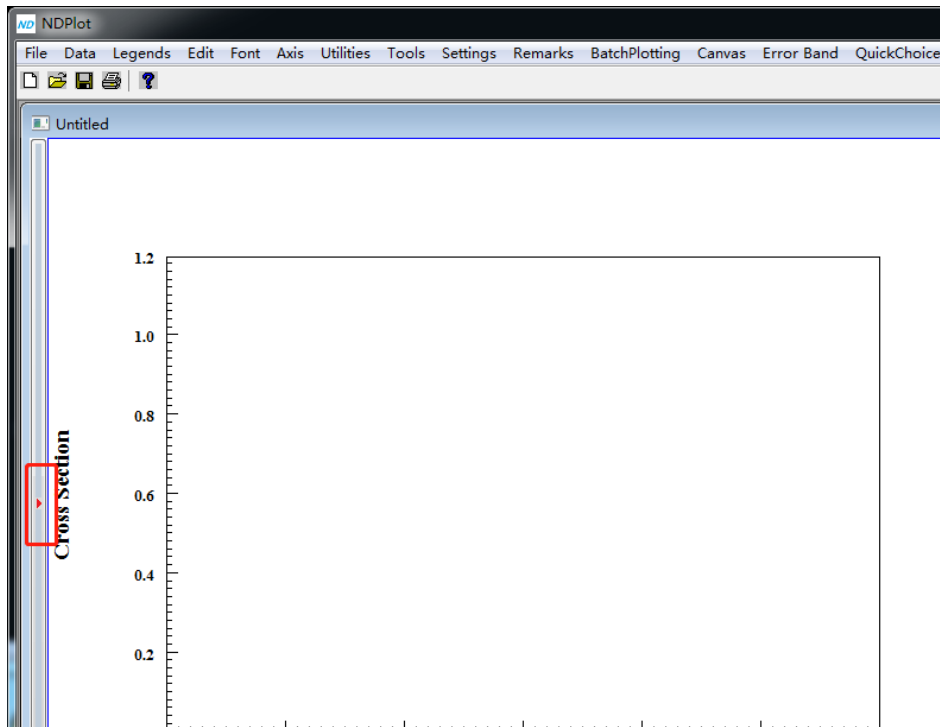 ND NDPlot
File Data Legends Edit Font Axis Utilities Tools Settings Remarks BatchPlotting Canvas Error Band QuickChoice
?
Untitled
1.2
1.0
0.8
Cross Section
0.6
0.4
0.2